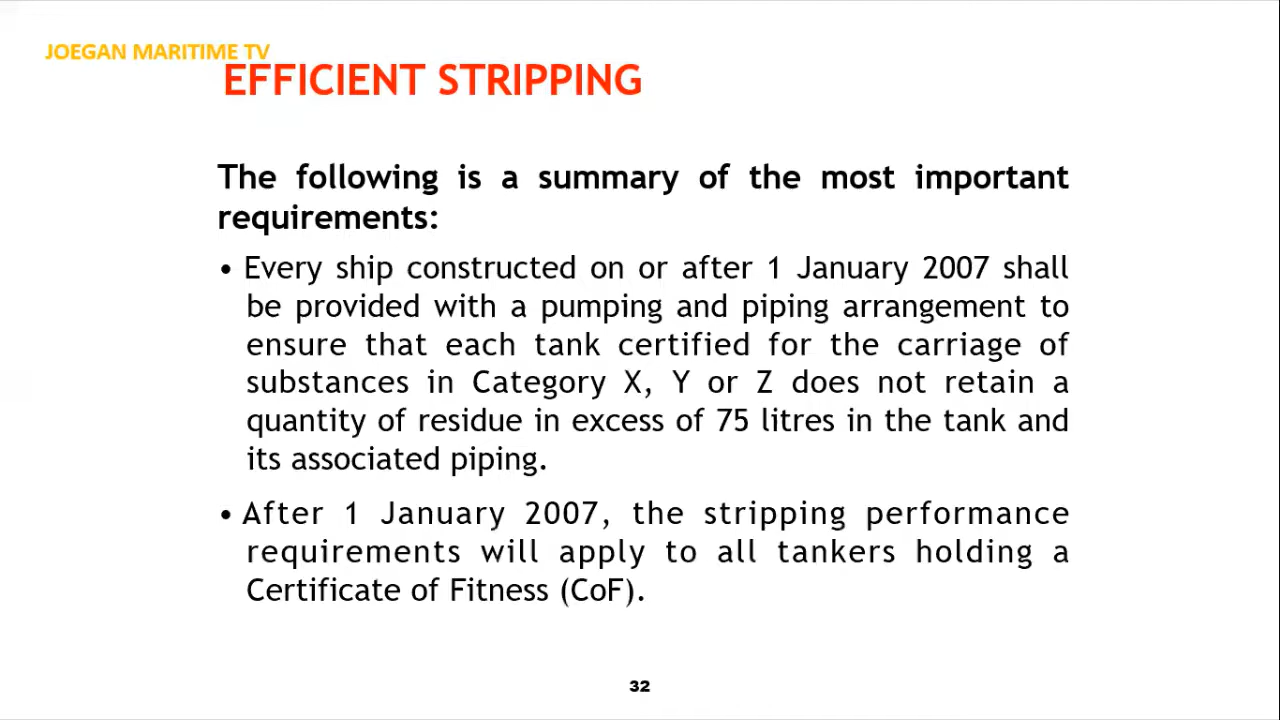 JOEGAN MARITIME TV
EFFICIENT STRIPPING
The following is a summary of the most important
requirements:
• Every ship constructed on or after 1 January 2007 shall
be provided with a pumping and piping arrangement to
ensure that each tank certified for the carriage of
substances in Category X, Y or Z does not retain a
quantity of residue in excess of 75 litres in the tank and
its associated piping.
• After 1 January 2007, the stripping performance
requirements will apply to all tankers holding a
Certificate of Fitness (CoF).
32